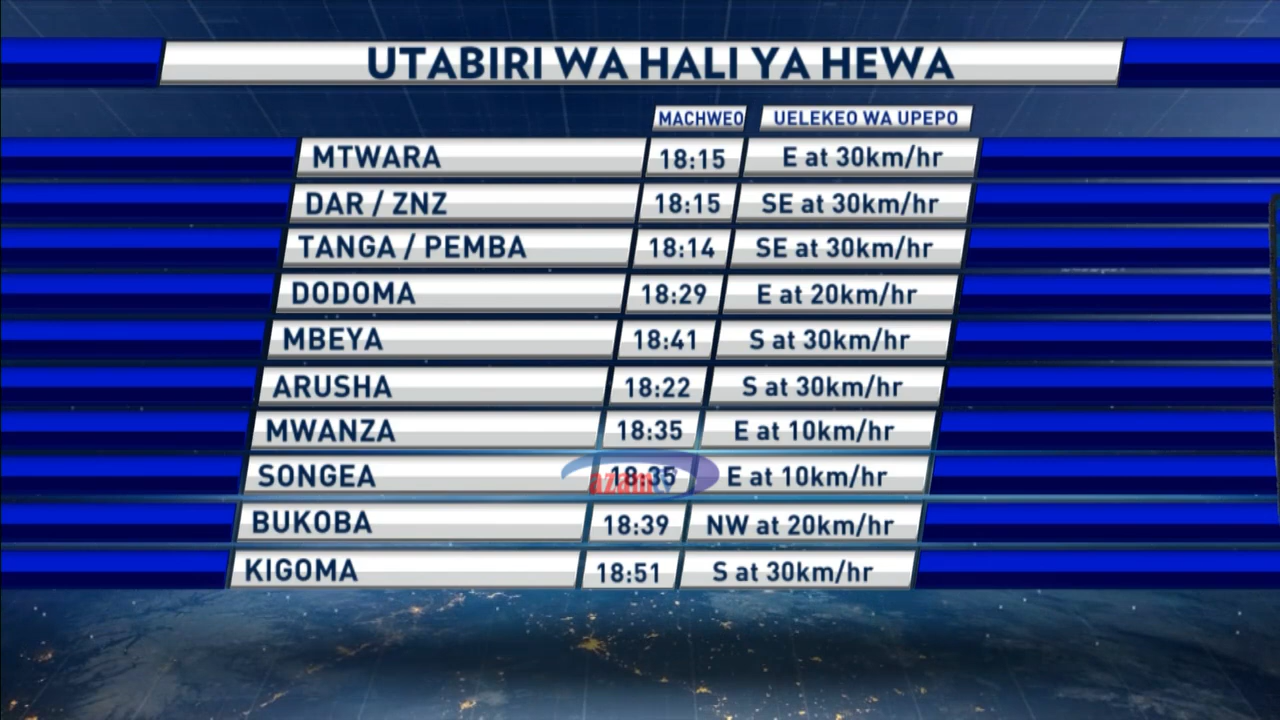 UTABIRI WA HALI YA HEWA
MACHWEO UELEKEO WA UPEPO
MTWARA 18:15 E at 30km/hr
DAR / ZNZ 18:15 SE at 30km/hr
TANGA / PEMBA 18:14 SE at 30km/hr
DODOMA 18:29 E at 20km/hr
MBEYA 18:41 S at 30km/hr
ARUSHA 18:22 S at 30km/hr
MWANZA 18:35 E at 10km/hr
SONGEA 18:35 E at 10km/hr
azam tv
BUKOBA 18:39 NW at 20km/hr
KIGOMA 18:51 S at 30km/hr